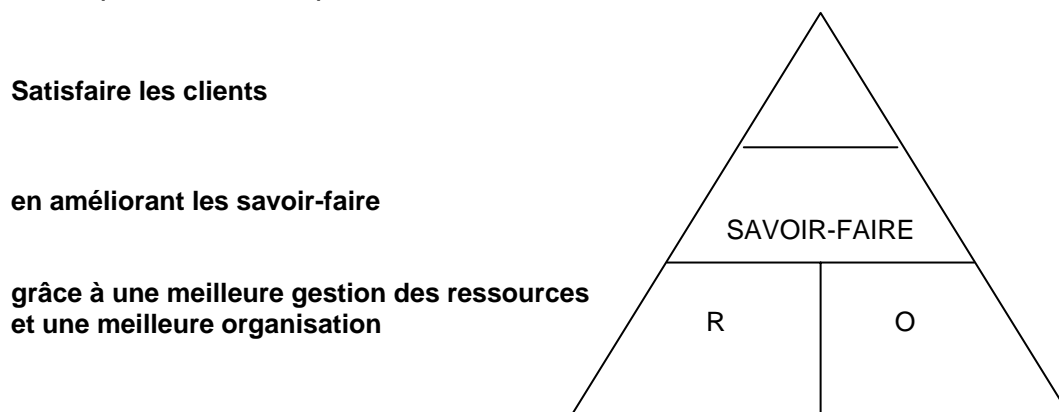 Satisfaire les clients
en améliorant les savoir-faire
SAVOIR-FAIRE
grâce à une meilleure gestion des ressources
et une meilleure organisation
R O